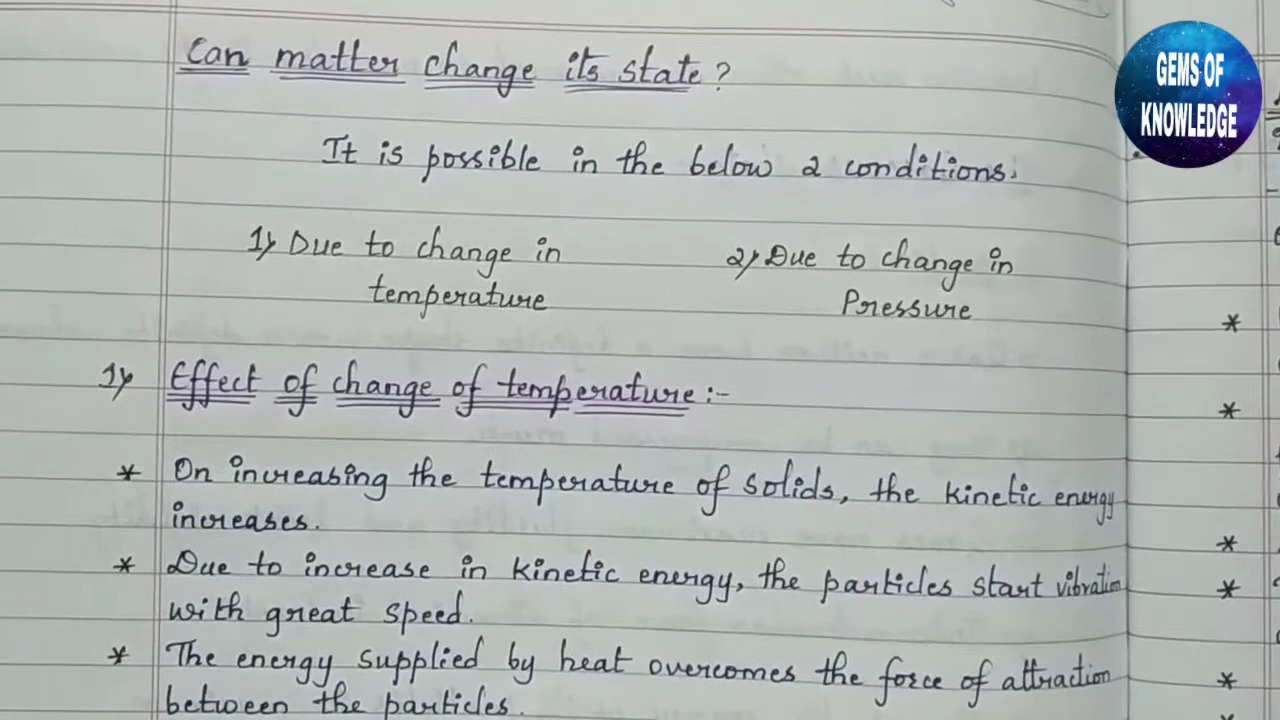 Can matter change its state?
It is possible in the below 2 conditions.
1) Due to change in
temperature
2) Due to change in
Pressure
1) Effect of change of temperature :-
* On increasing the temperature of solids, the kinetic energy
increases.
* Due to increase in kinetic energy, the particles start vibration
with great speed.
* The energy supplied by heat overcomes the force of attraction
between the particles.
GEMS OF
KNOWLEDGE
*
*
*
*
*